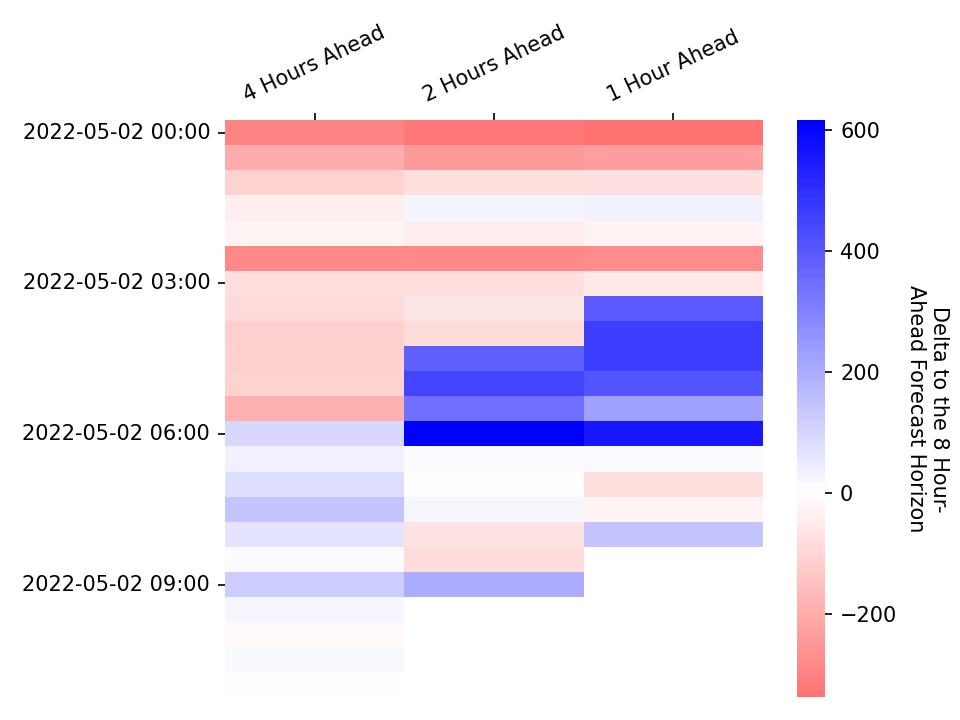 4 Hours Ahead
2 Hours Ahead
1 Hour Ahead
2022-05-02 00:00
2022-05-02 03:00
2022-05-02 06:00
2022-05-02 09:00
600
400
200
0
−200
Delta to the 8 Hour-
Ahead Forecast Horizon